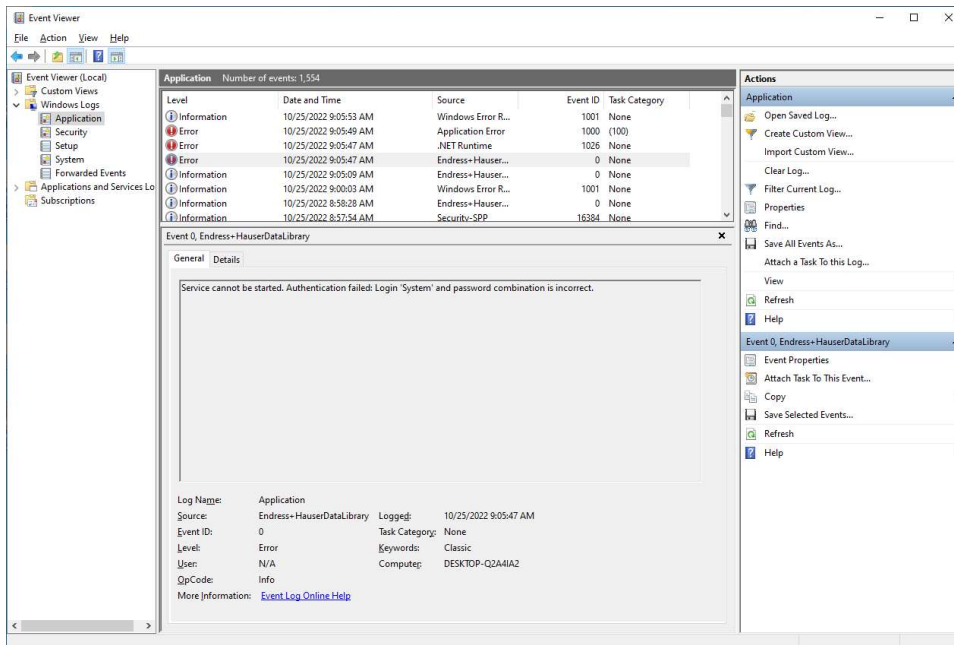 Event Viewer
File Action View Help
Event Viewer (Local)
Custom Views
Windows Logs
Application
Security
Setup
System
Forwarded Events
Applications and Services Lo
Subscriptions
Application Number of events: 1,554
Level Date and Time Source Event ID Task Category
Information 10/25/2022 9:05:53 AM Windows Error R... 1001 None
Error 10/25/2022 9:05:49 AM Application Error 1000 (100)
Error 10/25/2022 9:05:47 AM .NET Runtime 1026 None
Error 10/25/2022 9:05:47 AM Endress+Hauser... 0 None
Information 10/25/2022 9:05:09 AM Endress+Hauser... 0 None
Information 10/25/2022 9:00:03 AM Windows Error R... 1001 None
Information 10/25/2022 8:58:28 AM Endress+Hauser... 0 None
Information 10/25/2022 8:57:54 AM Security-SPP 16384 None
Event 0, Endress+HauserDataLibrary
General Details
Service cannot be started. Authentication failed: Login 'System' and password combination is incorrect.
Log Name: Application
Source: Endress+HauserDataLibrary Logged: 10/25/2022 9:05:47 AM
Event ID: 0 Task Category: None
Level: Error Keywords: Classic
User: N/A Computer: DESKTOP-Q2A4IA2
OpCode: Info
More Information: Event Log Online Help
Actions
Application
Open Saved Log...
Create Custom View...
Import Custom View...
Clear Log...
Filter Current Log...
Properties
Find...
Save All Events As...
Attach a Task To this Log...
View
Refresh
Help
Event 0, Endress+HauserDataLibrary
Event Properties
Attach Task To This Event...
Copy
Save Selected Events...
Refresh
Help